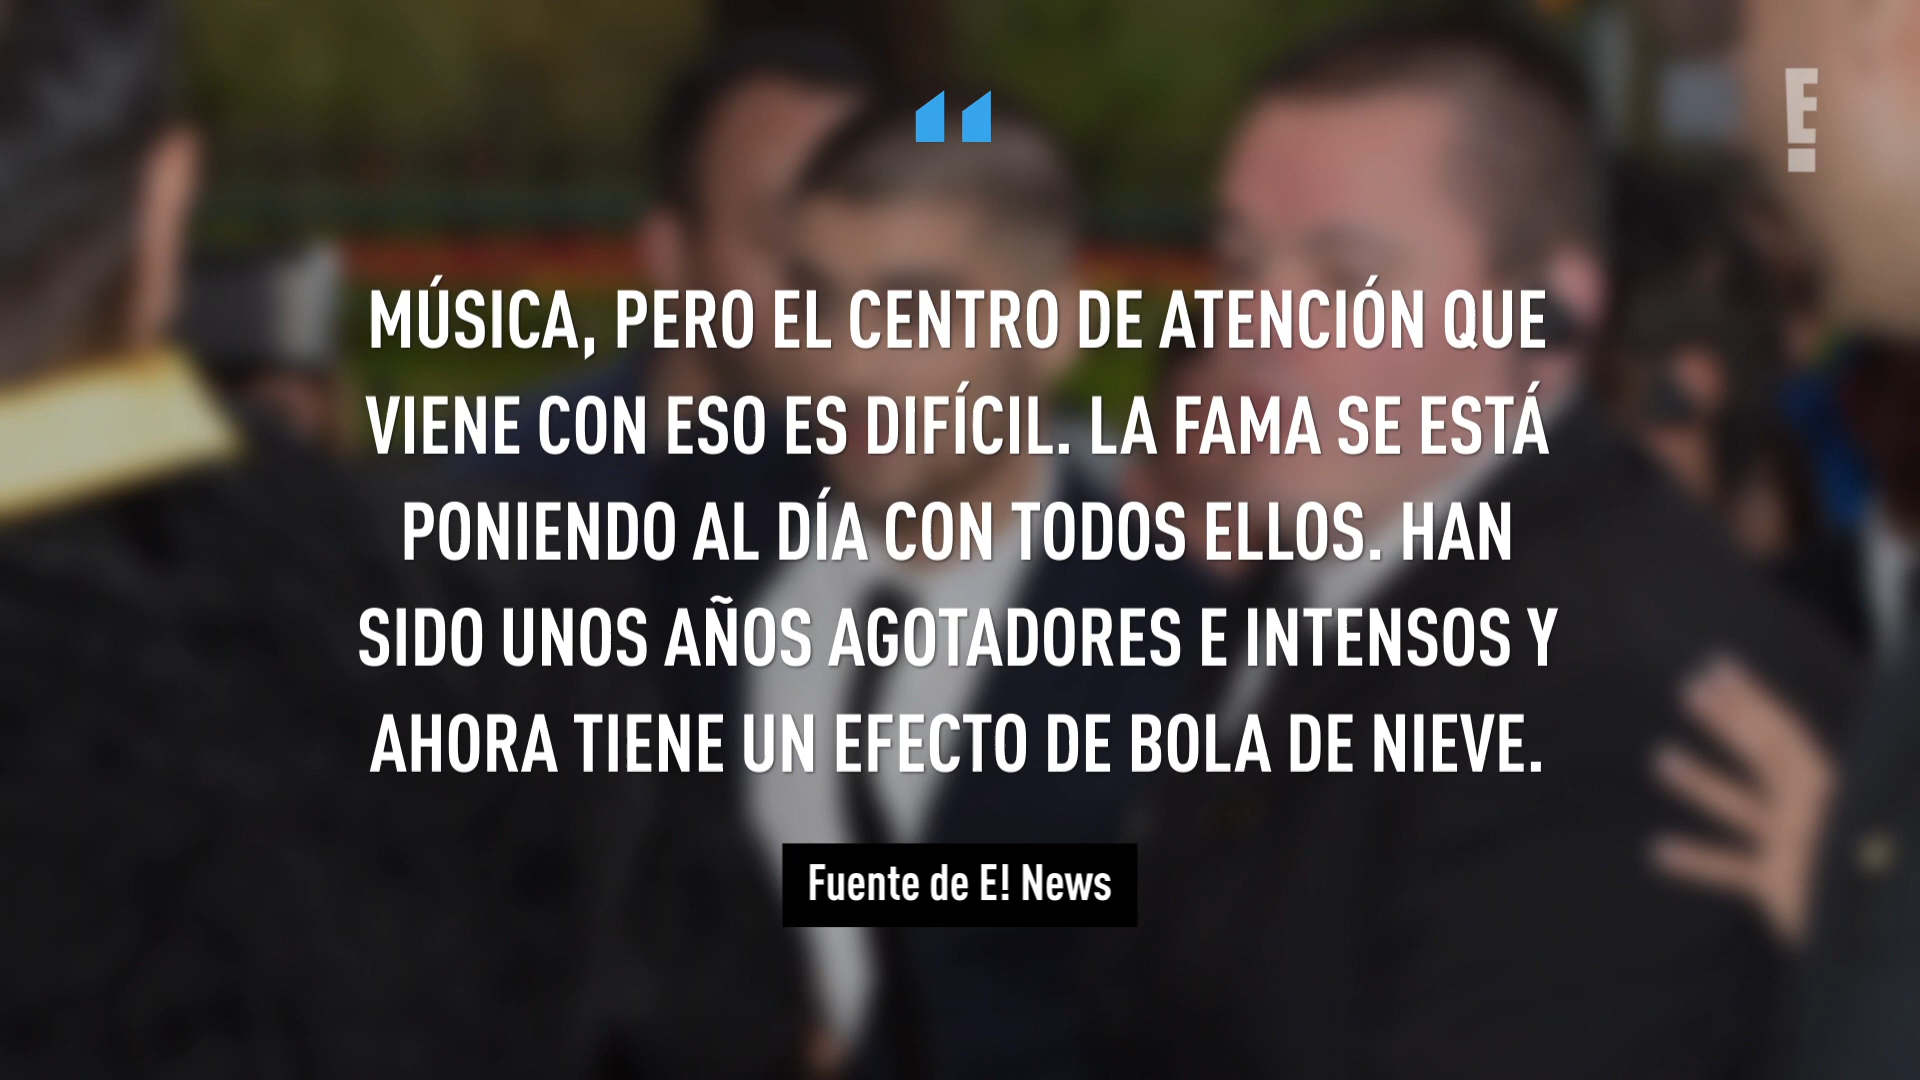 E!
MÚSICA, PERO EL CENTRO DE ATENCIÓN QUE
VIENE CON ESO ES DIFÍCIL. LA FAMA SE ESTÁ
PONIENDO AL DÍA CON TODOS ELLOS. HAN
SIDO UNOS AÑOS AGOTADORES E INTENSOS Y
AHORA TIENE UN EFECTO DE BOLA DE NIEVE.
Fuente de E! News